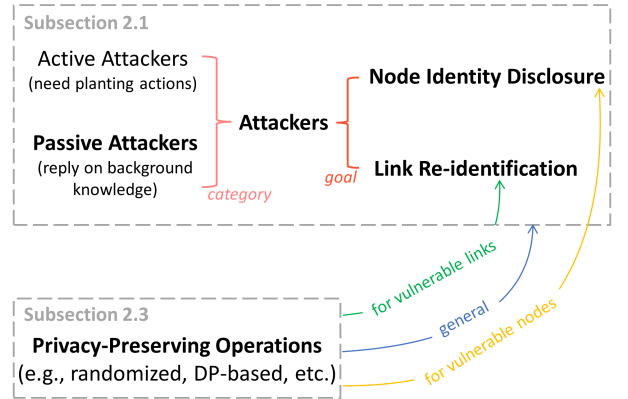 Subsection 2.1
Active Attackers
(need planting actions)
Passive Attackers
(reply on background
knowledge)
category
Attackers
goal
Node Identity Disclosure
Link Re-identification
for vulnerable links
general
for vulnerable nodes
Subsection 2.3
Privacy-Preserving Operations
(e.g., randomized, DP-based, etc.)